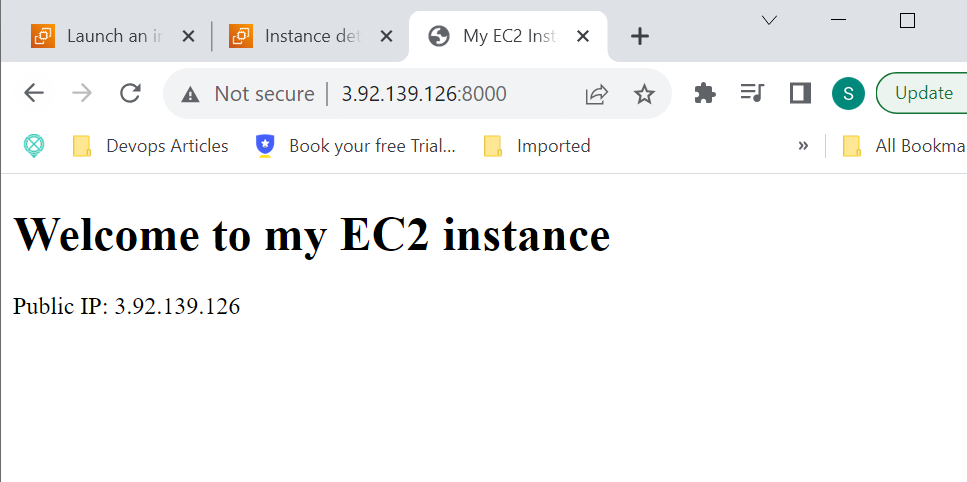 Launch an in
Instance det
My EC2 Inst
Not secure | 3.92.139.126:8000
S
Update
Devops Articles
Book your free Trial...
Imported
»
All Bookma
Welcome to my EC2 instance
Public IP: 3.92.139.126